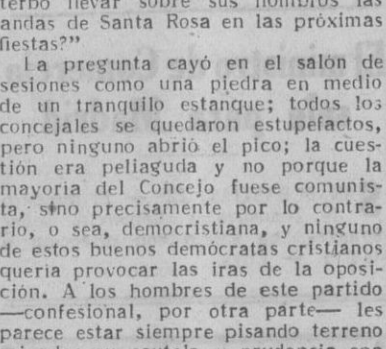 terbo llevar sobre sus hombros las
andas de Santa Rosa en las próximas
fiestas?”
La pregunta cayó en el salón de
sesiones como una piedra en medio
de un tranquilo estanque; todos los
concejales se quedaron estupefactos,
pero ninguno abrió el pico; la cues-
tión era peliaguda y no porque la
mayoria del Concejo fuese comunis-
ta, sino precisamente por lo contra-
rio, o sea, democristiana, y ninguno
de estos buenos demócratas cristianos
queria provocar las iras de la oposi-
ción. A los hombres de este partido
—confesional, por otra parte— les
parece estar siempre pisando terreno